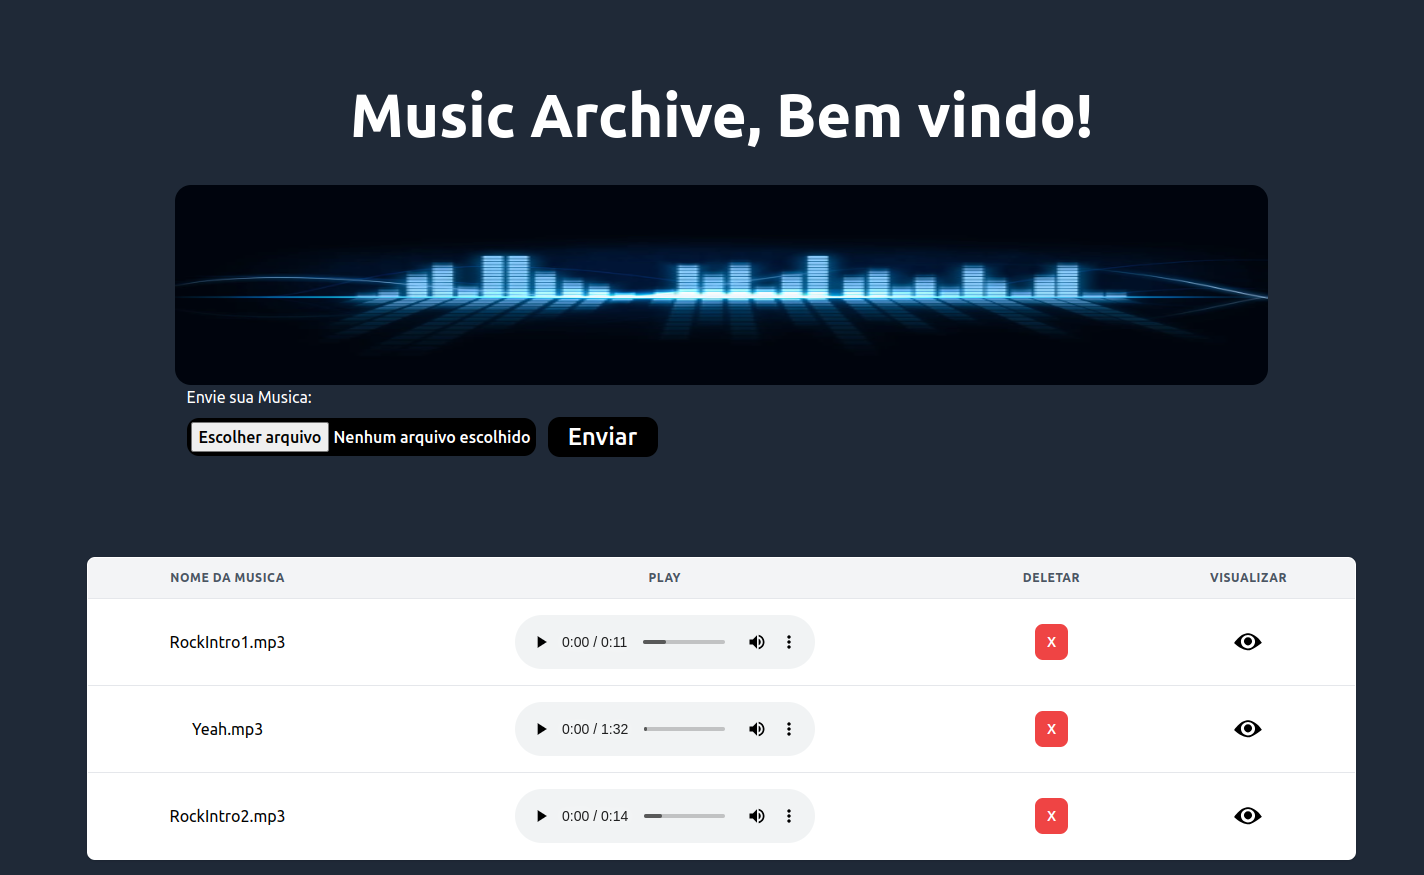 Music Archive, Bem vindo!
Envie sua Musica:
Escolher arquivo Nenhum arquivo escolhido Enviar
NOME DA MUSICA PLAY DELETAR VISUALIZAR
RockIntro1.mp3 0:00 / 0:11 X
Yeah.mp3 0:00 / 1:32 X
RockIntro2.mp3 0:00 / 0:14 X